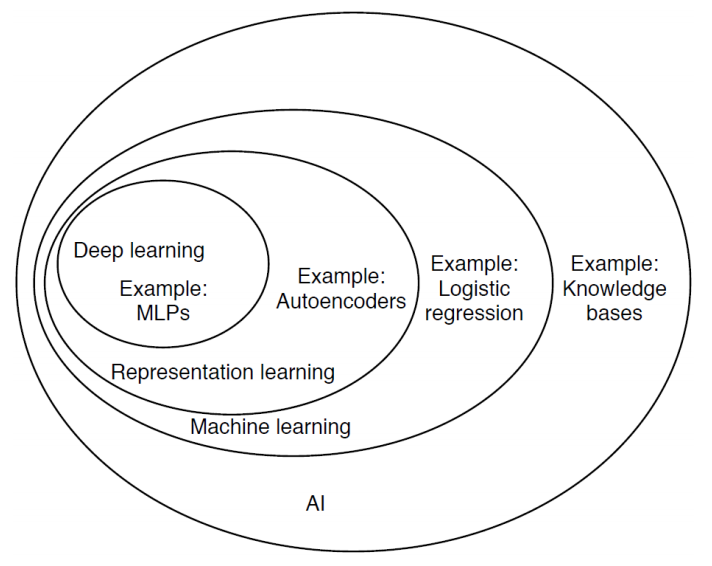 Deep learning
Example:
MLPs
Example:
Autoencoders
Example:
Logistic
regression
Example:
Knowledge
bases
Representation learning
Machine learning
AI